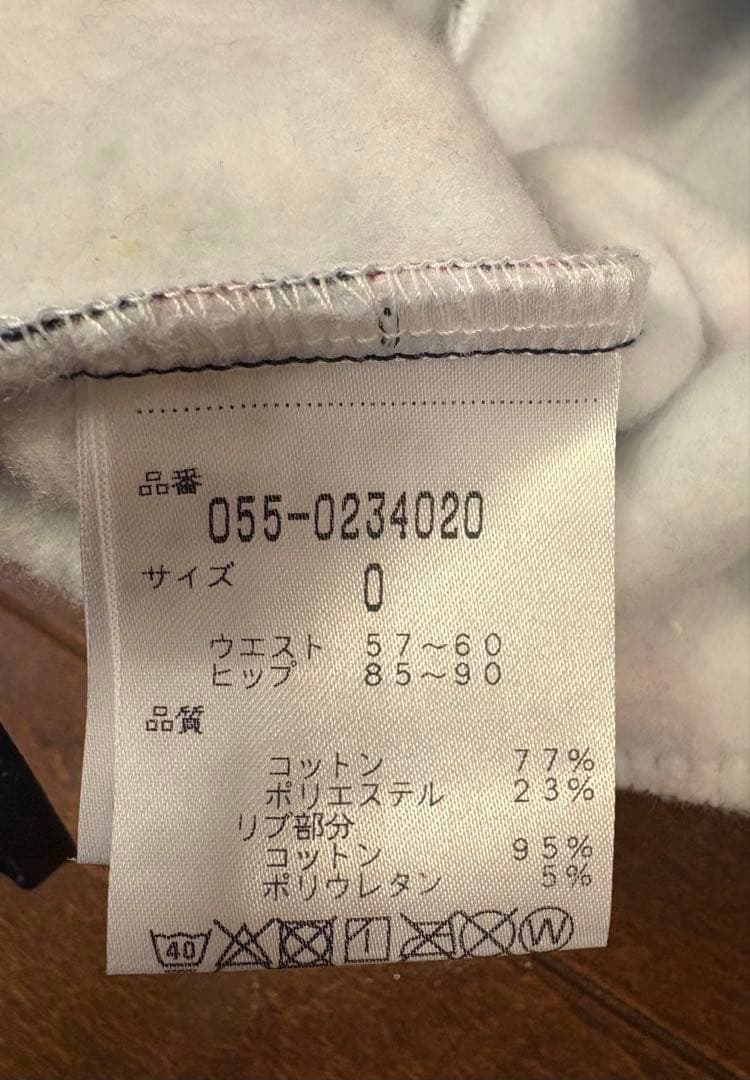 品番
055-0234020
サイズ 0
ウエスト 57~60
ヒップ 85~90
品質
コットン 77%
ポリエステル 23%
リブ部分
コットン 95%
ポリウレタン 5%
40 W